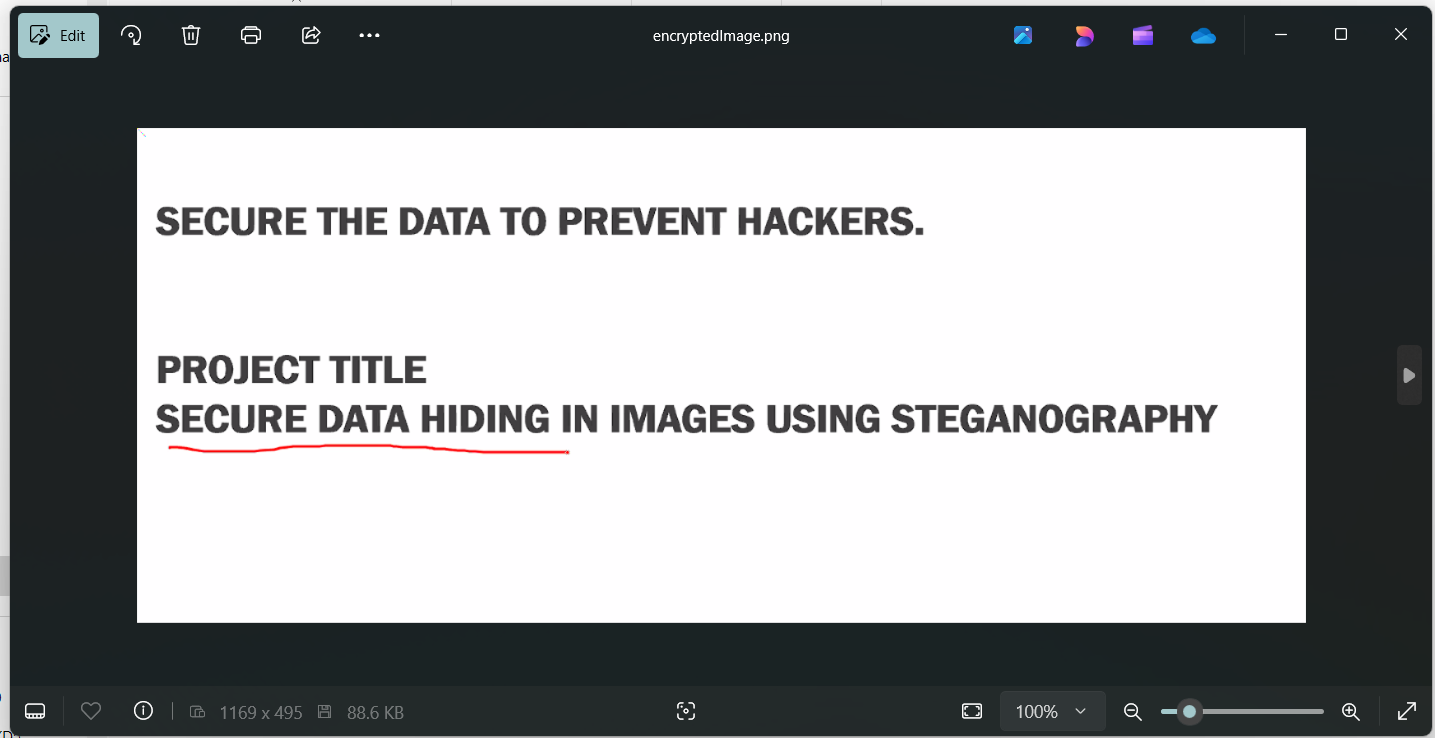 Edit
encryptedImage.png
SECURE THE DATA TO PREVENT HACKERS.
PROJECT TITLE
SECURE DATA HIDING IN IMAGES USING STEGANOGRAPHY
1169 x 495
88.6 KB
100%